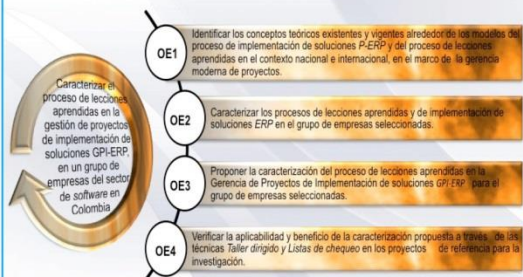 Caracterizar el
proceso de lecciones
aprendidas en la
gestión de proyectos
de implementación de
soluciones GPI-ERP,
en un grupo de
empresas del sector
de software en
Colombia
OE1
Identificar los conceptos teóricos existentes y vigentes alrededor de los modelos del
proceso de implementación de soluciones P-ERP y del proceso de lecciones
aprendidas en el contexto nacional e internacional, en el marco de la gerencia
moderna de proyectos.
OE2
Caracterizar los procesos de lecciones aprendidas y de implementación de
soluciones ERP en el grupo de empresas seleccionadas.
OE3
Proponer la caracterización del proceso de lecciones aprendidas en la
Gerencia de Proyectos de Implementación de soluciones GPI-ERP para el
grupo de empresas seleccionadas.
OE4
Verificar la aplicabilidad y beneficio de la caracterización propuesta a través de las
técnicas Taller dirigido y Listas de chequeo en los proyectos de referencia para la
investigación.